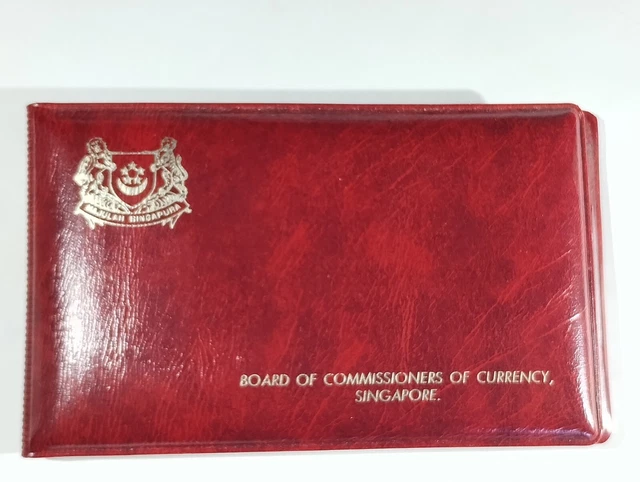 MAJULAH SINGAPURA
BOARD OF COMMISSIONERS OF CURRENCY,
SINGAPORE.